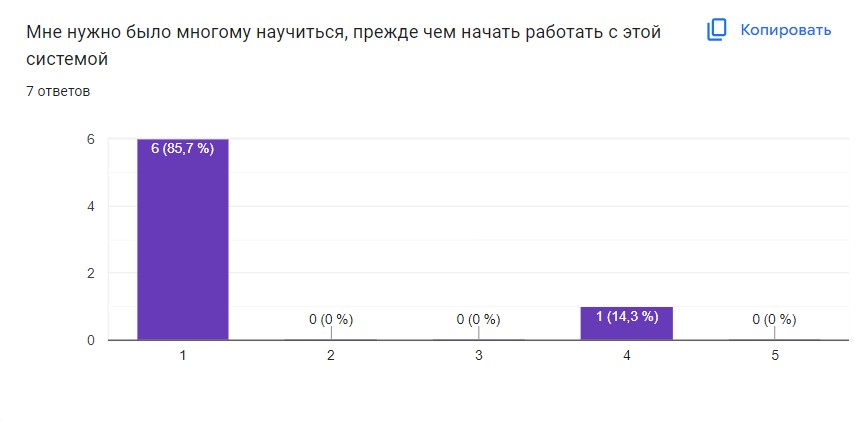 Мне нужно было многому научиться, прежде чем начать работать с этой
системой
Копировать
7 ответов
6
4
2
0
6 (85,7 %)
0 (0 %)
0 (0 %)
1 (14,3 %)
0 (0 %)
1
2
3
4
5